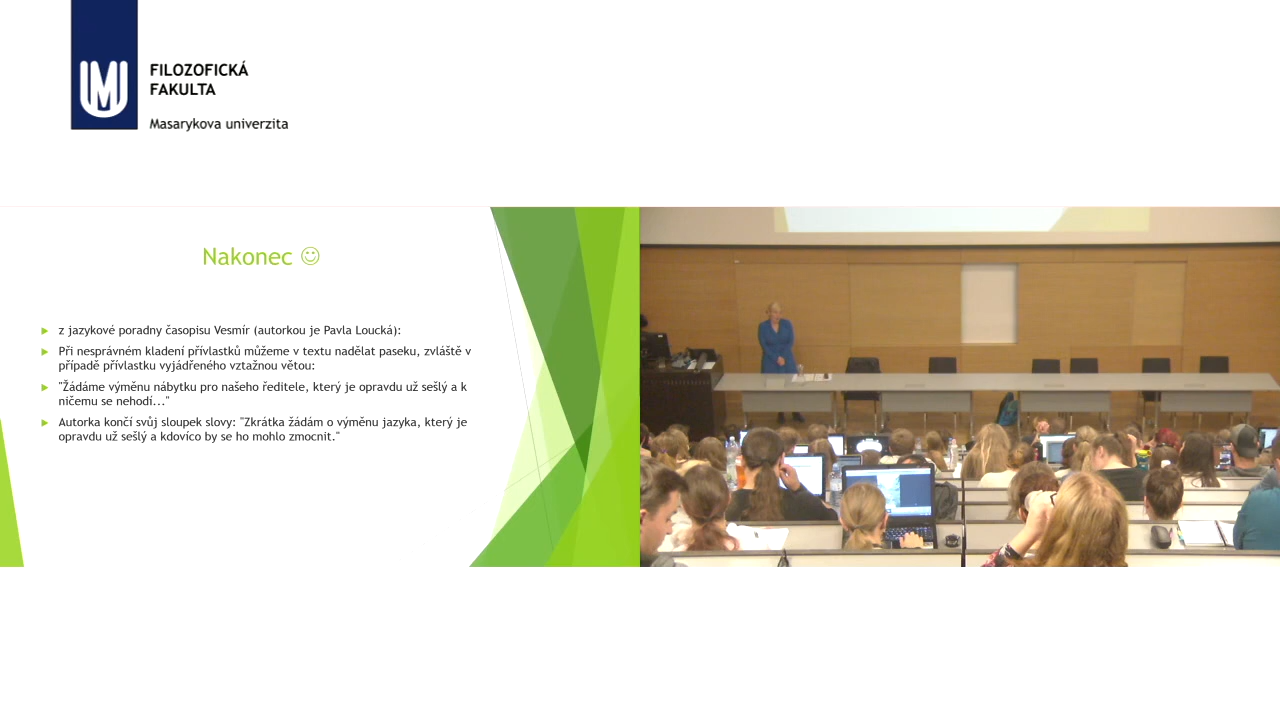 FILOZOFICKÁ
FAKULTA
Masarykova univerzita
Nakonec ☺
z jazykové poradny časopisu Vesmír (autorkou je Pavla Loucká):
Při nesprávném kladení přívlastků můžeme v textu nadělat paseku, zvláště v
případě přívlastku vyjádřeného vztažnou větou:
"Žádáme výměnu nábytku pro našeho ředitele, který je opravdu už sešlý a k
ničemu se nehodí..."
Autorka končí svůj sloupek slovy: "Zkrátka žádám o výměnu jazyka, který je
opravdu už sešlý a kdovíco by se ho mohlo zmocnit."